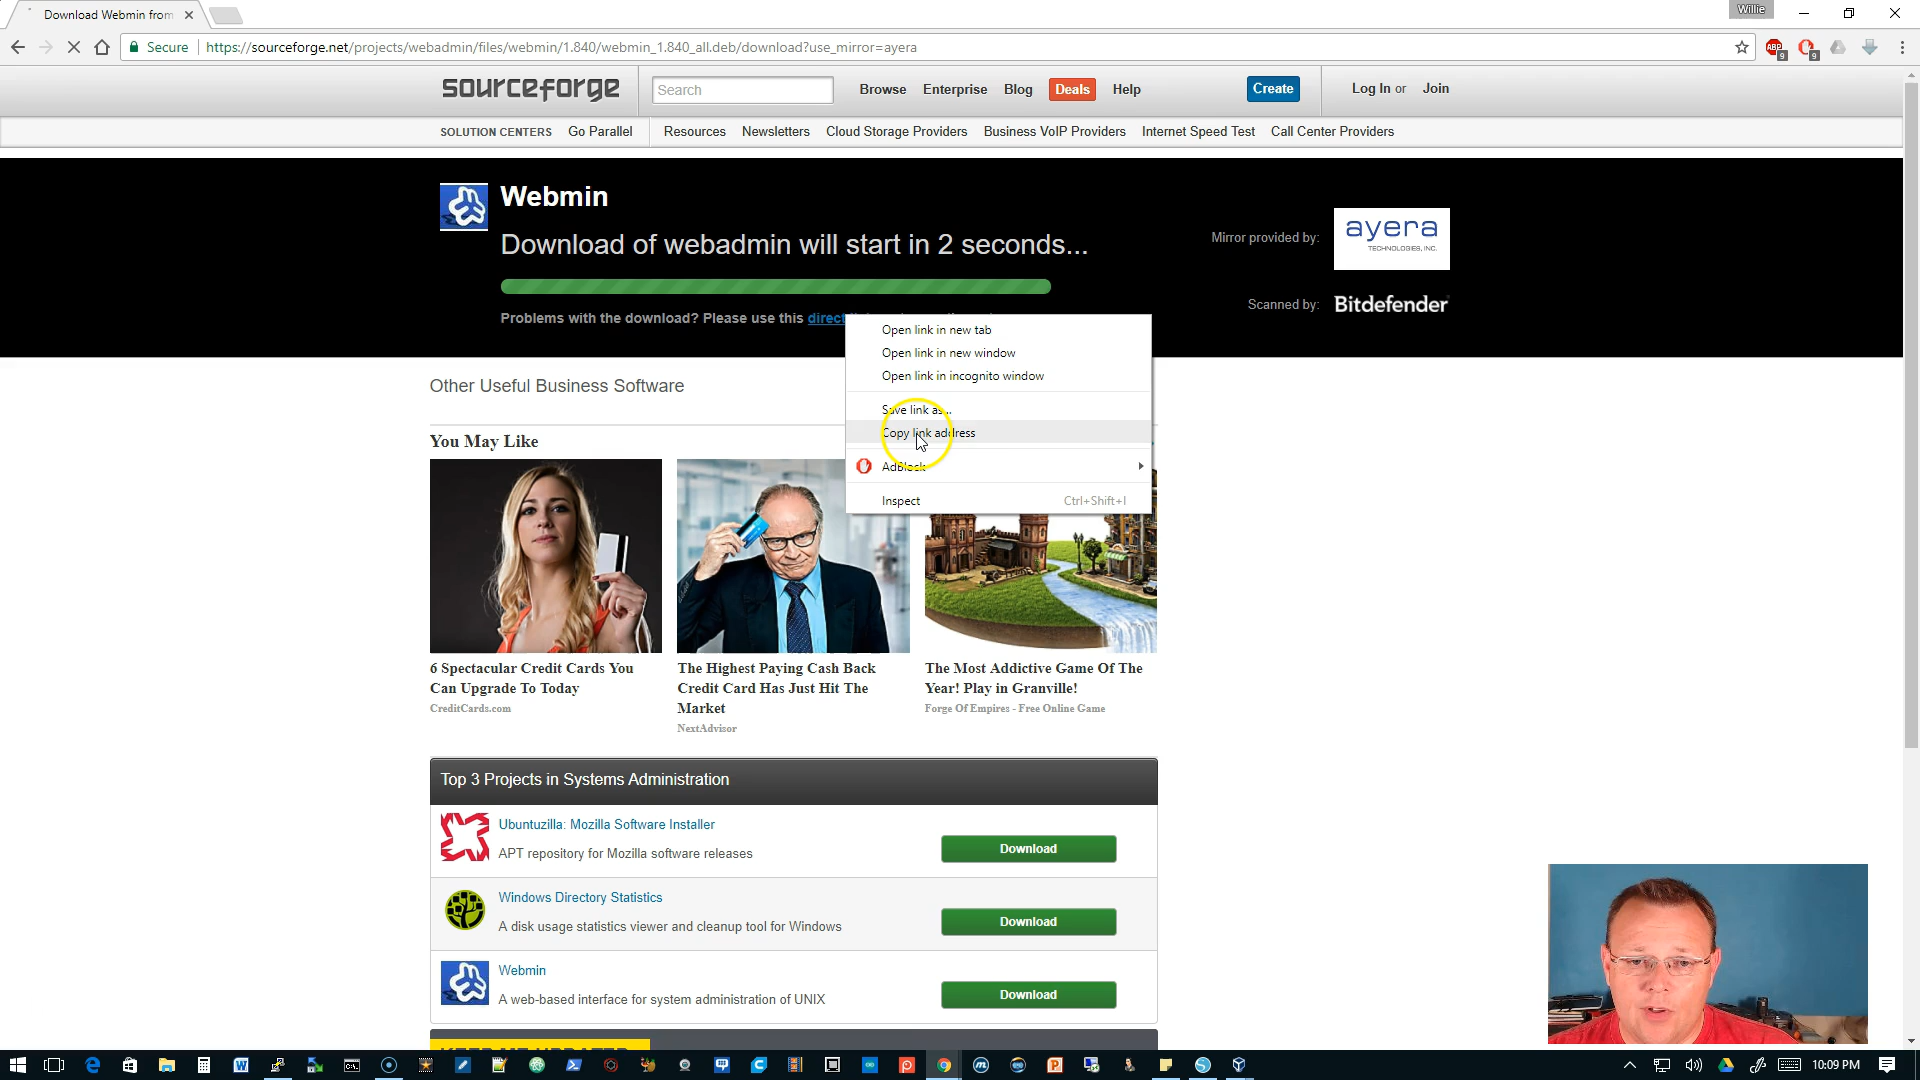 Download Webmin from
Willie
Secure
https://sourceforge.net/projects/webadmin/files/webmin/1.840/webmin_1.840_all.deb/download?use_mirror=ayera
ABP
9
9
sourceforge
Search
Browse
Enterprise
Blog
Deals
Help
Create
Log In or
Join
SOLUTION CENTERS
Go Parallel
Resources
Newsletters
Cloud Storage Providers
Business VoIP Providers
Internet Speed Test
Call Center Providers
Webmin
Download of webadmin will start in 2 seconds...
Mirror provided by:
ayera
TECHNOLOGIES, INC.
Scanned by:
Bitdefender
Problems with the download? Please use this direct
Open link in new tab
Open link in new window
Open link in incognito window
Save link as...
Copy link address
AdBlock
Inspect
Ctrl+Shift+I
Other Useful Business Software
You May Like
6 Spectacular Credit Cards You
Can Upgrade To Today
CreditCards.com
The Highest Paying Cash Back
Credit Card Has Just Hit The
Market
NextAdvisor
The Most Addictive Game Of The
Year! Play in Granville!
Forge Of Empires - Free Online Game
Top 3 Projects in Systems Administration
Ubuntuzilla: Mozilla Software Installer
APT repository for Mozilla software releases
Download
Windows Directory Statistics
A disk usage statistics viewer and cleanup tool for Windows
Download
Webmin
A web-based interface for system administration of UNIX
Download
10:09 PM